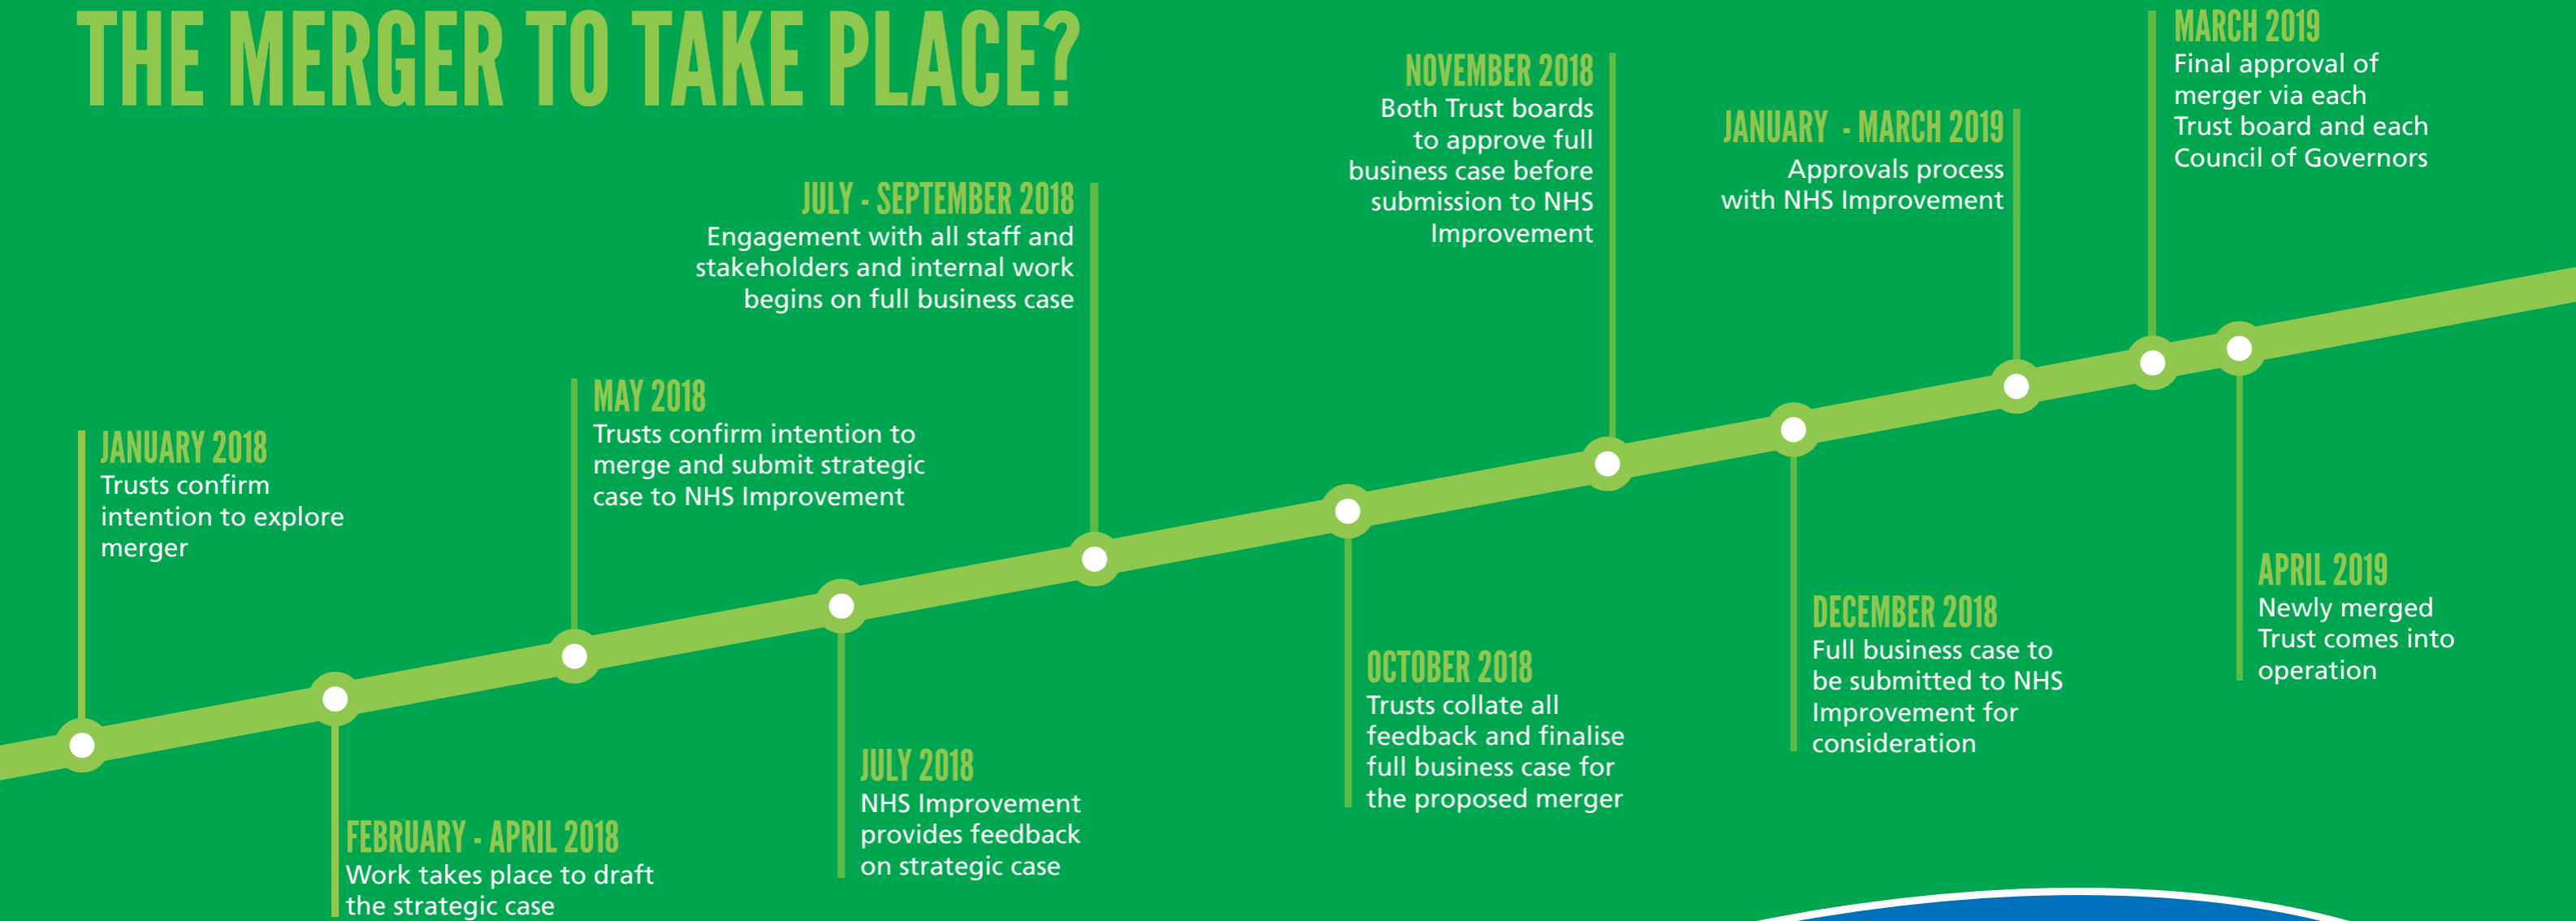 THE MERGER TO TAKE PLACE?
JANUARY 2018
Trusts confirm
intention to explore
merger
FEBRUARY - APRIL 2018
Work takes place to draft
the strategic case
MAY 2018
Trusts confirm intention to
merge and submit strategic
case to NHS Improvement
JULY 2018
NHS Improvement
provides feedback
on strategic case
JULY - SEPTEMBER 2018
Engagement with all staff and
stakeholders and internal work
begins on full business case
OCTOBER 2018
Trusts collate all
feedback and finalise
full business case for
the proposed merger
NOVEMBER 2018
Both Trust boards
to approve full
business case before
submission to NHS
Improvement
DECEMBER 2018
Full business case to
be submitted to NHS
Improvement for
consideration
JANUARY - MARCH 2019
Approvals process
with NHS Improvement
MARCH 2019
Final approval of
merger via each
Trust board and each
Council of Governors
APRIL 2019
Newly merged
Trust comes into
operation